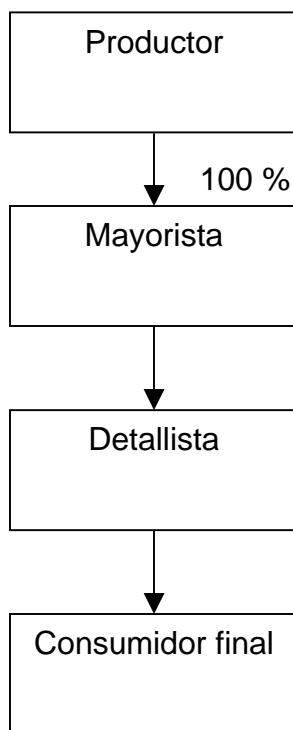 Productor
100 %
Mayorista
Detallista
Consumidor final